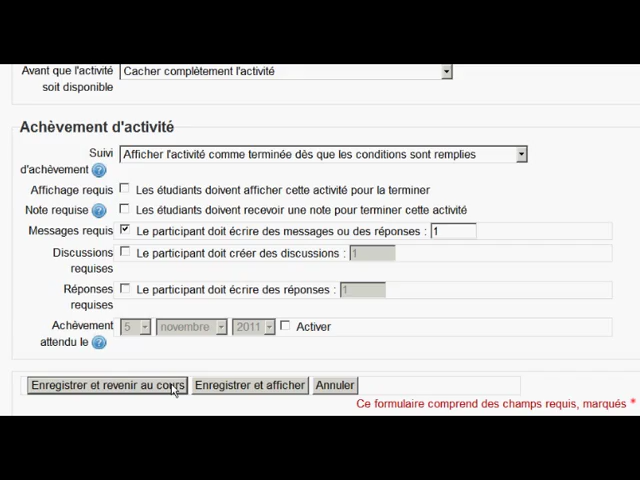 Avant que l'activité Cacher complètement l'activité
soit disponible
Achèvement d'activité
Suivi Afficher l'activité comme terminée dès que les conditions sont remplies
d'achèvement
Affichage requis Les étudiants doivent afficher cette activité pour la terminer
Note requise Les étudiants doivent recevoir une note pour terminer cette activité
Messages requis Le participant doit écrire des messages ou des réponses : 1
Discussions Le participant doit créer des discussions : 1
requises
Réponses Le participant doit écrire des réponses : 1
requises
Achèvement 5 novembre 2011 Activer
attendu le
Enregistrer et revenir au cours Enregistrer et afficher Annuler
Ce formulaire comprend des champs requis, marqués *